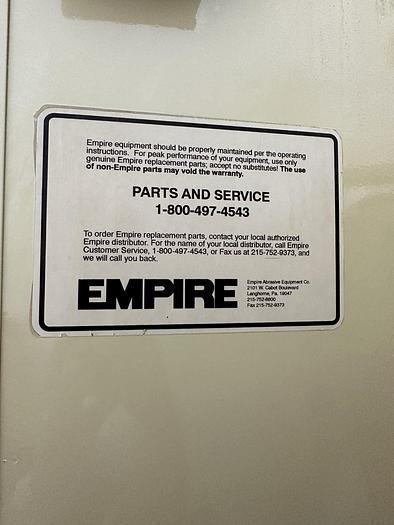 Empire equipment should be properly maintained per the operating
instructions. For peak performance of your equipment, use only
genuine Empire replacement parts; accept no substitutes! The use
of non-Empire parts may void the warranty.
PARTS AND SERVICE
1-800-497-4543
To order Empire replacement parts, contact your local authorized
Empire distributor. For the name of your local distributor, call Empire
Customer Service, 1-800-497-4543, or Fax us at 215-752-9373, and
we will call you back.
EMPIRE
Empire Abrasive Equipment Co.
2101 W. Cabot Boulevard
Langhorne, Pa. 19047
215-752-8800
Fax 215-752-9373